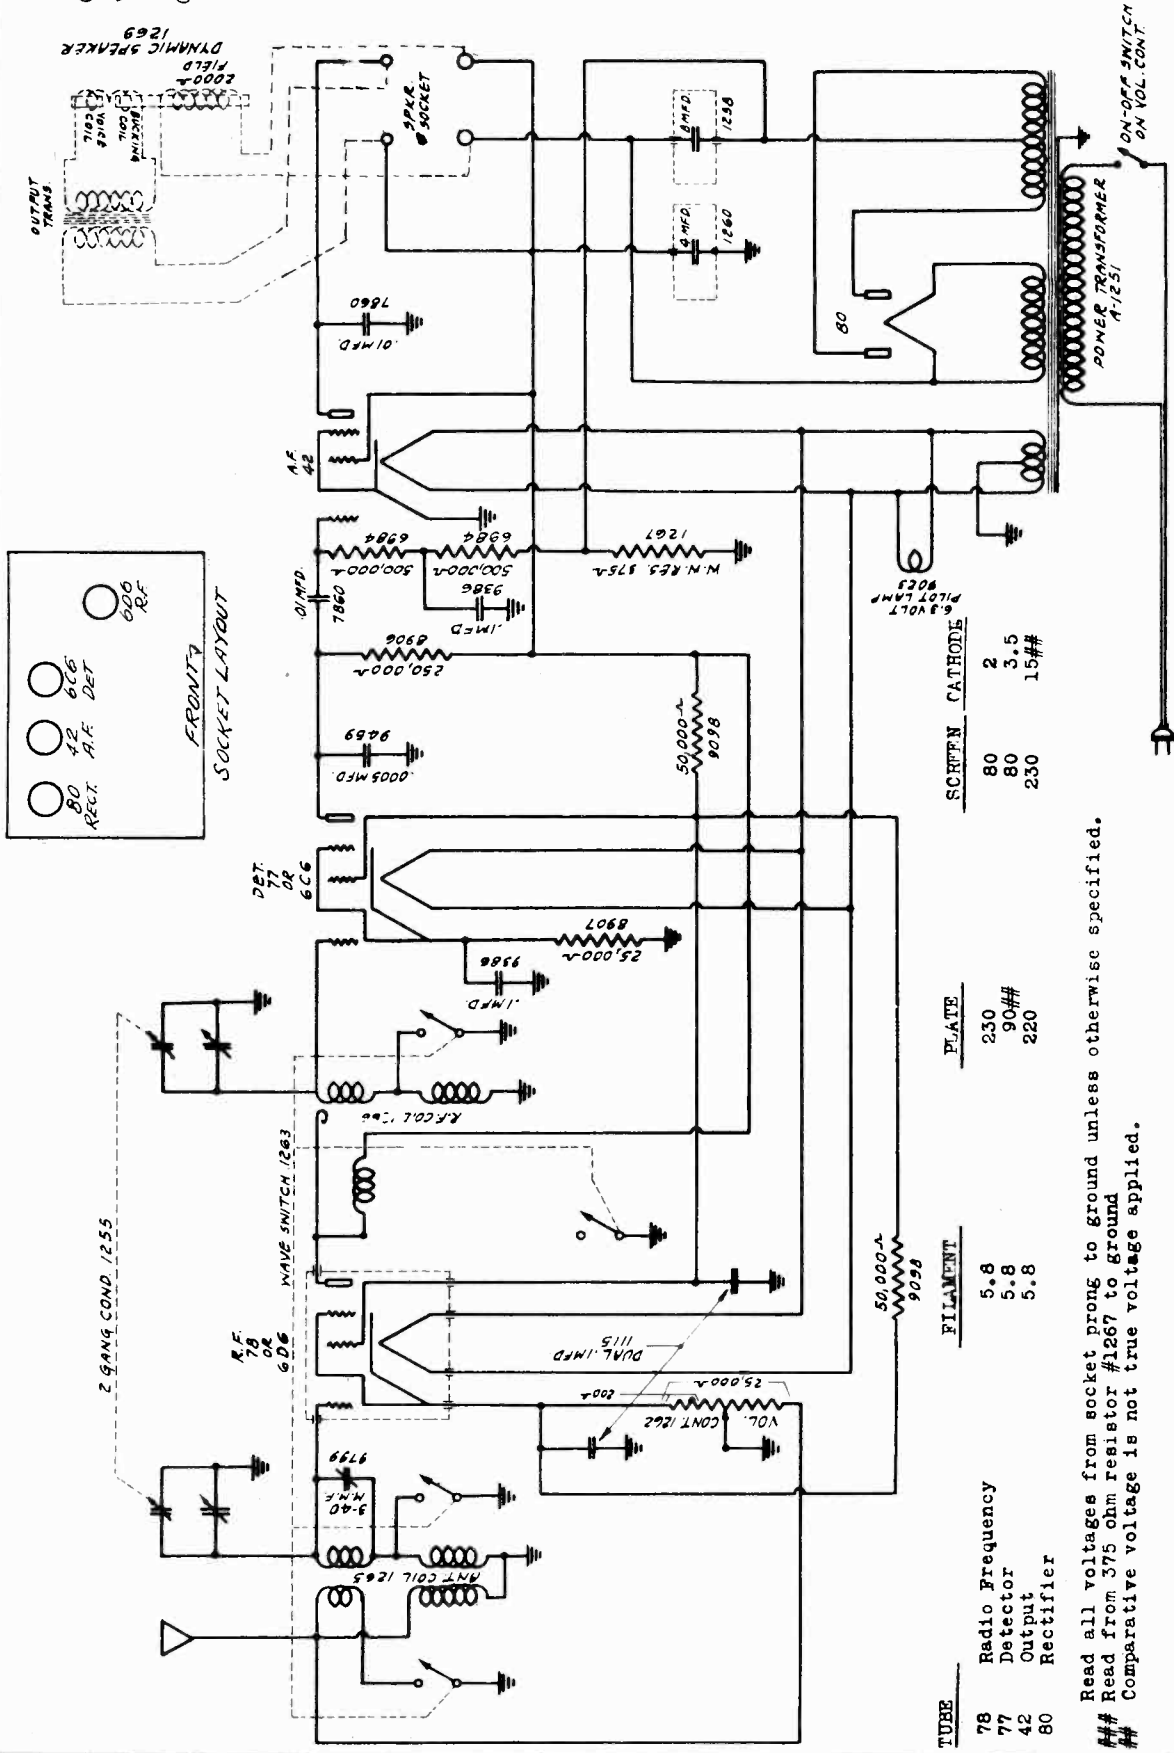 2 GANG COND. 1255
WAVE SWITCH 1263
R.F.
78
OR
6D6
3-40
M.M.F.
9799
ANT. COIL 1265
DUAL .1 MFD
1115
200Ω
25,000Ω
VOL.
CONT. 1262
50,000Ω
9098
DET.
77
OR
6C6
.1 MFD.
9386
25,000Ω
8907
.0005 MFD.
9459
250,000Ω
8906
50,000Ω
9098
.01 MFD.
7860
500,000Ω
6984
500,000Ω
6984
.1 MFD
9386
W.W. RES. 375Ω
1267
A.F.
42
.01 MFD.
7860
6.3 VOLT
PILOT LAMP
9023
80
4 MFD.
1260
8 MFD.
1258
SPKR.
SOCKET
OUTPUT
TRANS.
VOICE
COIL
BUCKING
COIL
2000Ω
FIELD
DYNAMIC SPEAKER
1269
POWER TRANSFORMER
A-1251
ON-OFF SWITCH
ON VOL. CONT.
R.F. COIL
80
RECT.
42
A.F.
6C6
DET
6D6
R.F.
FRONT
SOCKET LAYOUT
TUBE FILAMENT PLATE SCREEN CATHODE
78 Radio Frequency 5.8 230 80 2
77 Detector 5.8 90## 80 3.5
42 Output 5.8 220 230 15##
80 Rectifier
Read all voltages from socket prong to ground unless otherwise specified.
### Read from 375 ohm resistor #1267 to ground
## Comparative voltage is not true voltage applied.